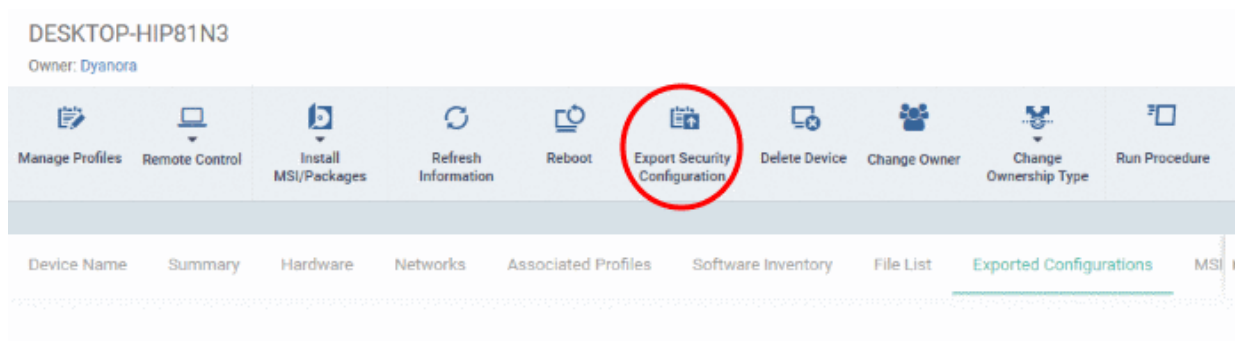 DESKTOP-HIP81N3
Owner: Dyanora
Manage Profiles Remote Control Install Refresh Reboot Export Security Delete Device Change Owner Change Run Procedure
MSI/Packages Information Configuration Ownership Type
Device Name Summary Hardware Networks Associated Profiles Software Inventory File List Exported Configurations MSI